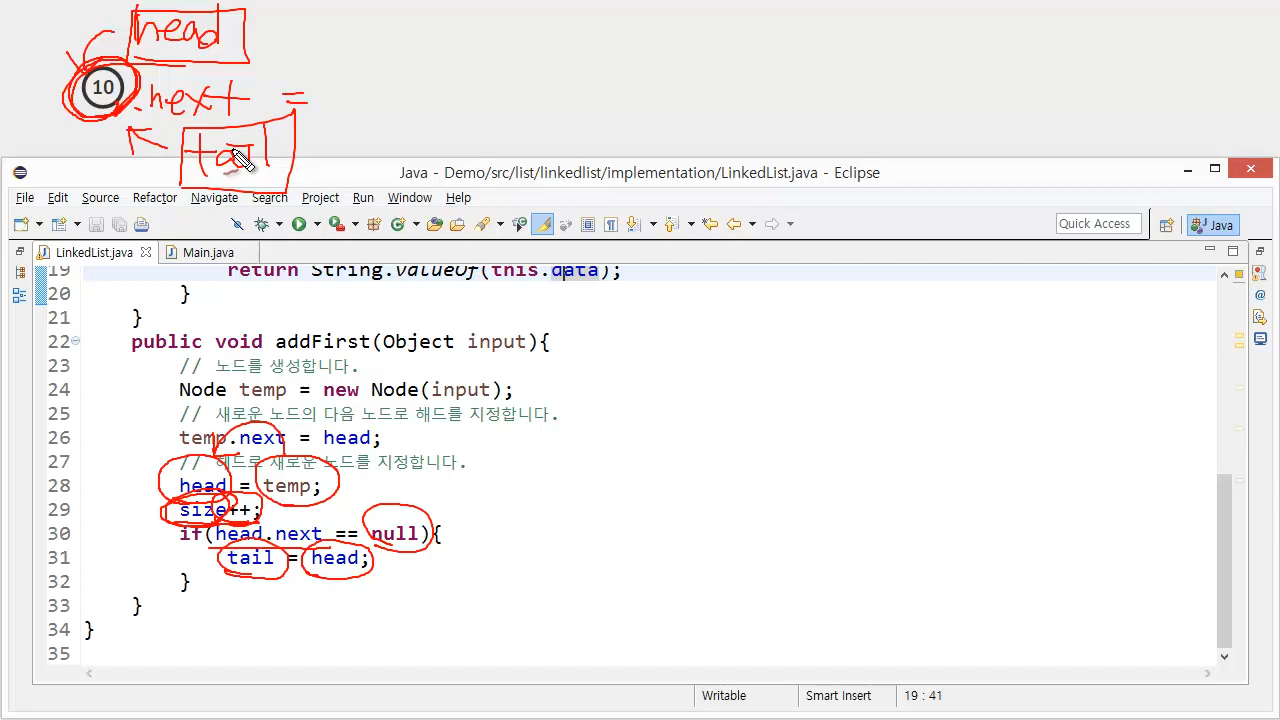 head
10
.next =
tail
Java - Demo/src/list/linkedlist/implementation/LinkedList.java - Eclipse
File Edit Source Refactor Navigate Search Project Run Window Help
Quick Access
Java
LinkedList.java
Main.java
19 return String.valueOf(this.data);
20 }
21 }
22 public void addFirst(Object input){
23 // 노드를 생성합니다.
24 Node temp = new Node(input);
25 // 새로운 노드의 다음 노드로 헤드를 지정합니다.
26 temp.next = head;
27 // 헤드로 새로운 노드를 지정합니다.
28 head = temp;
29 size++;
30 if(head.next == null){
31 tail = head;
32 }
33 }
34 }
35
Writable Smart Insert 19 : 41